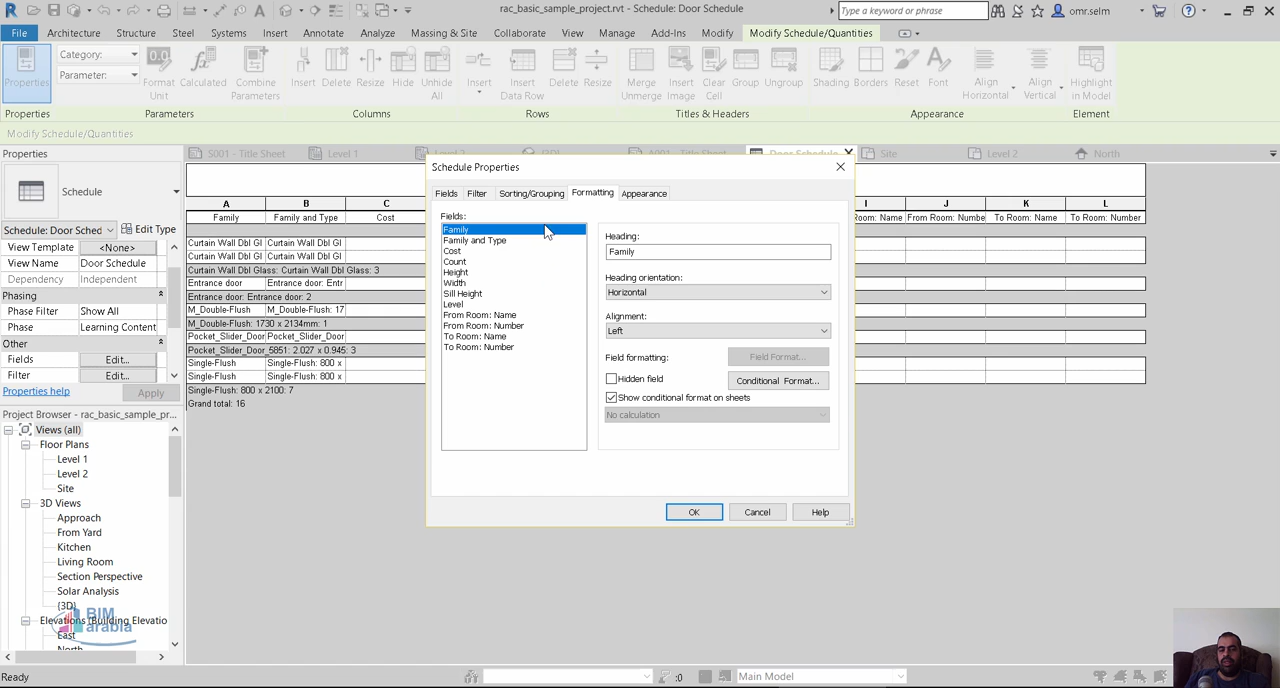 rac_basic_sample_project.rvt - Schedule: Door Schedule
Type a keyword or phrase
omr.selm
File Architecture Structure Steel Systems Insert Annotate Analyze Massing & Site Collaborate View Manage Add-Ins Modify Modify Schedule/Quantities
Properties
Category:
Parameter:
Format Unit
Calculated
Combine Parameters
Insert
Delete
Resize
Hide
Unhide All
Insert
Insert Data Row
Delete
Resize
Merge Unmerge
Insert Image
Clear Cell
Group
Ungroup
Shading
Borders
Reset
Font
Align Horizontal
Align Vertical
Highlight in Model
Properties Parameters Columns Rows Titles & Headers Appearance Element
Modify Schedule/Quantities
Properties
S001 - Title Sheet
Level 1
Level 2
{3D}
A001 - Title Sheet
Door Schedule
Site
Level 2
North
Schedule
Schedule: Door Sched
Edit Type
View Template <None>
View Name Door Schedule
Dependency Independent
Phasing
Phase Filter Show All
Phase Learning Content
Other
Fields Edit...
Filter Edit...
Properties help
Apply
Project Browser - rac_basic_sample_pr...
Views (all)
Floor Plans
Level 1
Level 2
Site
3D Views
Approach
From Yard
Kitchen
Living Room
Section Perspective
Solar Analysis
{3D}
Elevations (Building Elevatio
East
North
BIM
arabia
A B C I J K L
Family Family and Type Cost Room: Name From Room: Numbe To Room: Name To Room: Number
Curtain Wall Dbl Gl Curtain Wall Dbl Gl
Curtain Wall Dbl Gl Curtain Wall Dbl Gl
Curtain Wall Dbl Glass: Curtain Wall Dbl Glass: 3
Entrance door Entrance door: Entr
Entrance door: Entrance door: 2
M_Double-Flush M_Double-Flush: 17
M_Double-Flush: 1730 x 2134mm: 1
Pocket_Slider_Door Pocket_Slider_Door
Pocket_Slider_Door_5851: 2.027 x 0.945: 3
Single-Flush Single-Flush: 800 x
Single-Flush Single-Flush: 800 x
Single-Flush: 800 x 2100: 7
Grand total: 16
Schedule Properties
Fields Filter Sorting/Grouping Formatting Appearance
Fields:
Family
Family and Type
Cost
Count
Height
Width
Sill Height
Level
From Room: Name
From Room: Number
To Room: Name
To Room: Number
Heading:
Family
Heading orientation:
Horizontal
Alignment:
Left
Field formatting:
Field Format...
Hidden field
Conditional Format...
Show conditional format on sheets
No calculation
OK Cancel Help
Ready
:0
Main Model